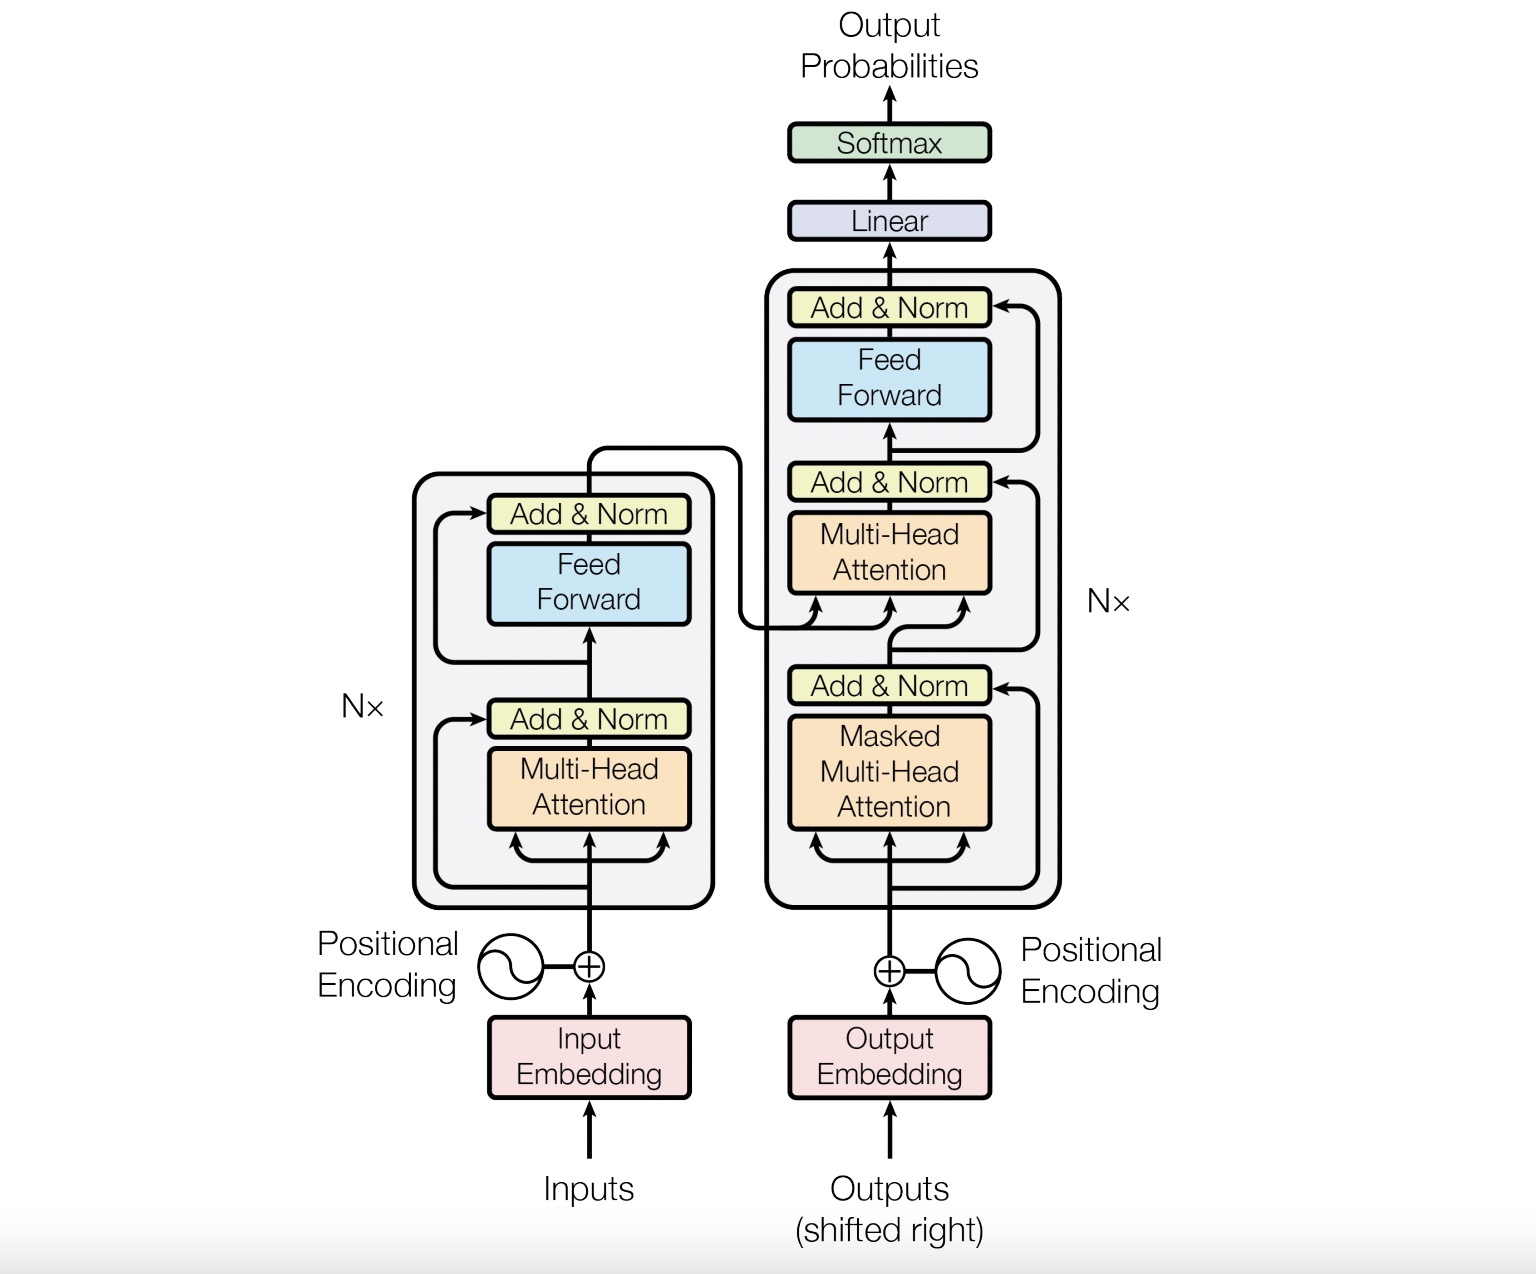 Output
Probabilities
Softmax
Linear
Add & Norm
Feed
Forward
Add & Norm
Multi-Head
Attention
N×
Add & Norm
Masked
Multi-Head
Attention
Add & Norm
Feed
Forward
N×
Add & Norm
Multi-Head
Attention
Positional
Encoding
Positional
Encoding
Input
Embedding
Output
Embedding
Inputs
Outputs
(shifted right)